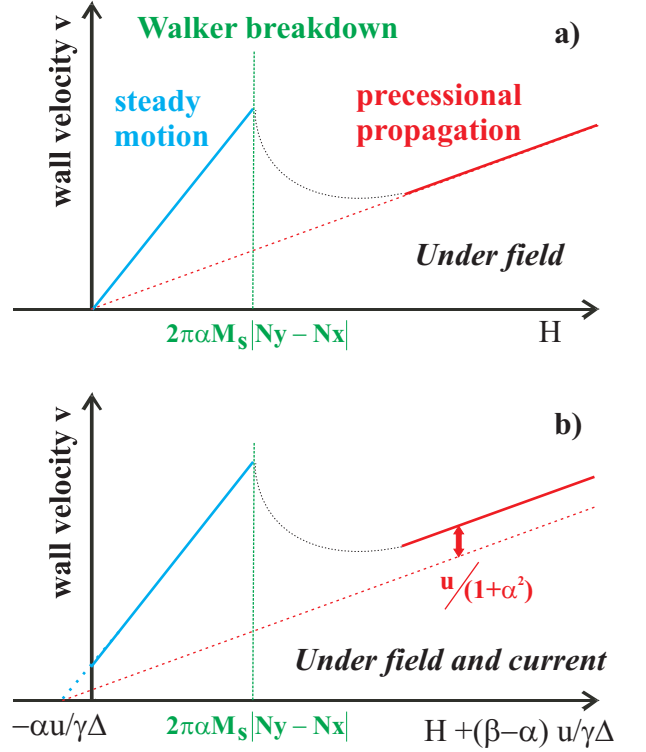 Walker breakdown
a)
wall velocity v
steady
motion
precessional
propagation
Under field
2παMs|Ny – Nx|
H
b)
wall velocity v
u/(1+α²)
Under field and current
–αu/γΔ
2παMs|Ny – Nx|
H +(β–α) u/γΔ